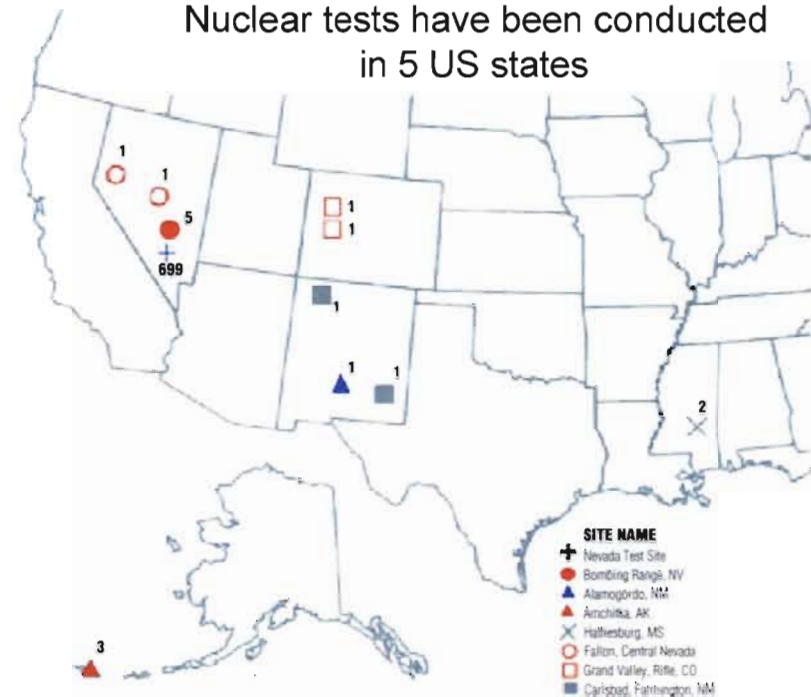 Nuclear tests have been conducted
in 5 US states
1
1
5
699
1
1
1
1
1
2
3
SITE NAME
Nevada Test Site
Bombing Range, NV
Alamogordo, NM
Amchitka, AK
Hattiesburg, MS
Fallon, Central Nevada
Grand Valley, Rifle, CO
Carlsbad, Farmington, NM